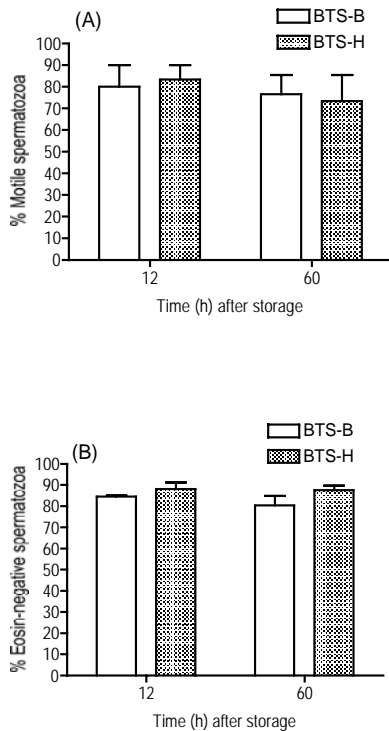 (A)
BTS-B
BTS-H
% Motile spermatozoa
100
90
80
70
60
50
40
30
20
10
0
12 60
Time (h) after storage
(B)
BTS-B
BTS-H
% Eosin-negative spermatozoa
100
90
80
70
60
50
40
30
20
10
0
12 60
Time (h) after storage